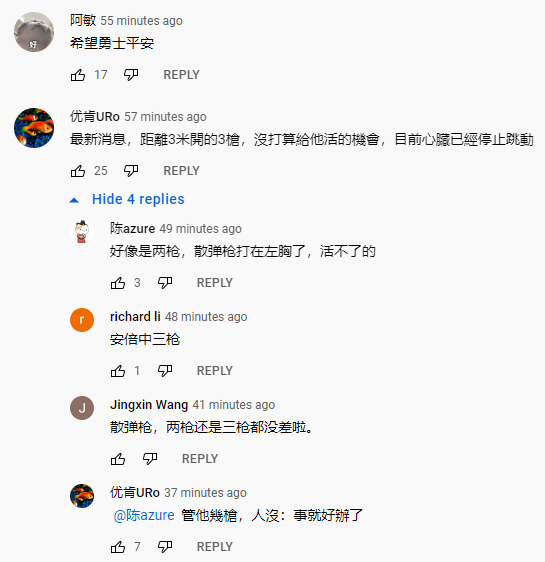 阿敏 55 minutes ago
希望勇士平安
好
17 REPLY
优肯URo 57 minutes ago
最新消息，距離3米開的3槍，沒打算給他活的機會，目前心臟已經停止跳動
25 REPLY
Hide 4 replies
陈azure 49 minutes ago
好像是两枪，散弹枪打在左胸了，活不了的
3 REPLY
r richard li 48 minutes ago
安倍中三枪
1 REPLY
J Jingxin Wang 41 minutes ago
散弹枪，两枪还是三枪都没差啦。
REPLY
优肯URo 37 minutes ago
@陈azure 管他幾槍，人沒：事就好辦了
7 REPLY